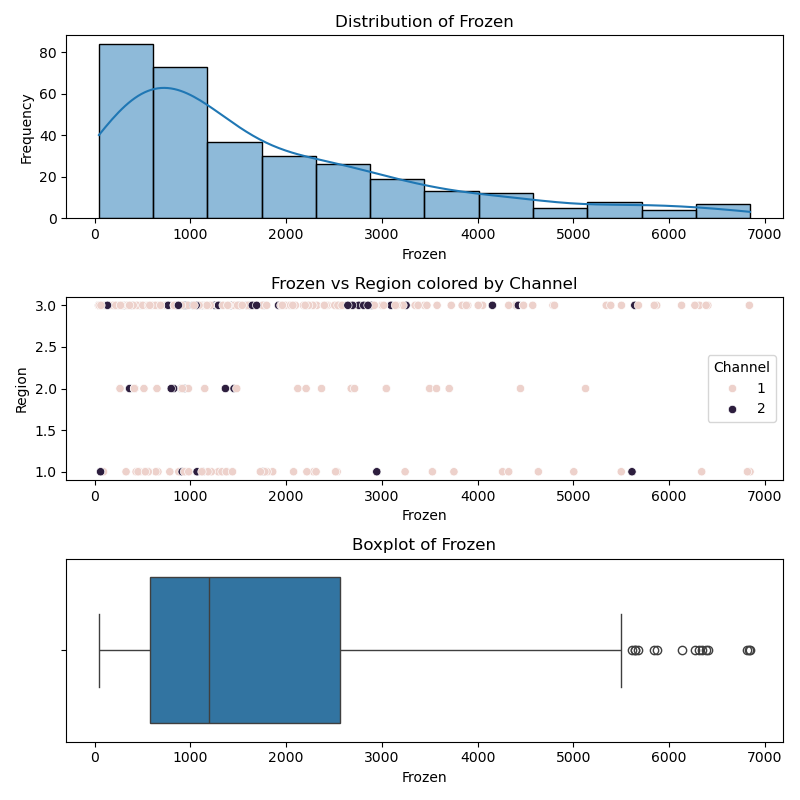 Distribution of Frozen
80
60
40
20
0
Frequency
0 1000 2000 3000 4000 5000 6000 7000
Frozen
Frozen vs Region colored by Channel
3.0
2.5
2.0
1.5
1.0
Region
Channel
1
2
0 1000 2000 3000 4000 5000 6000 7000
Frozen
Boxplot of Frozen
0 1000 2000 3000 4000 5000 6000 7000
Frozen